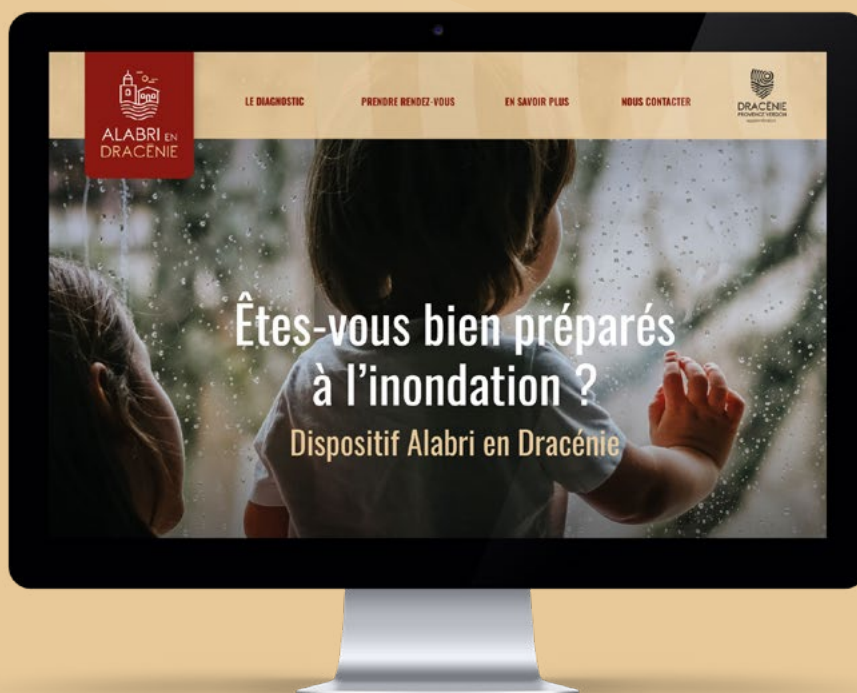 ALABRI EN
DRACÉNIE
LE DIAGNOSTIC
PRENDRE RENDEZ-VOUS
EN SAVOIR PLUS
NOUS CONTACTER
DRACÉNIE
PROVENCE VERDON
Êtes-vous bien préparés
à l'inondation ?
Dispositif Alabri en Dracénie